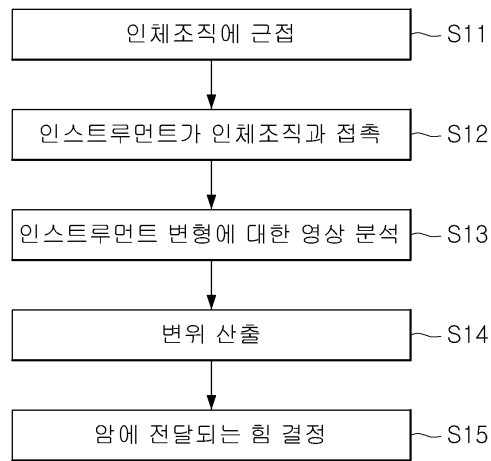 인체조직에 근접 S11
인스트루먼트가 인체조직과 접촉 S12
인스트루먼트 변형에 대한 영상 분석 S13
변위 산출 S14
암에 전달되는 힘 결정 S15